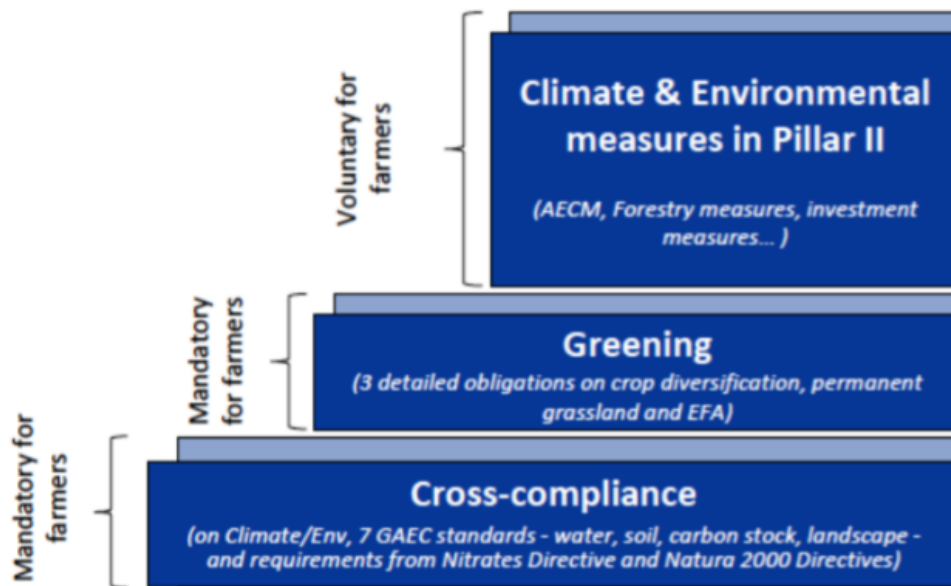 Voluntary for
farmers
Climate & Environmental
measures in Pillar II
(AECM, Forestry measures, investment
measures... )
Mandatory
for farmers
Greening
(3 detailed obligations on crop diversification, permanent
grassland and EFA)
Mandatory for
farmers
Cross-compliance
(on Climate/Env, 7 GAEC standards - water, soil, carbon stock, landscape -
and requirements from Nitrates Directive and Natura 2000 Directives)